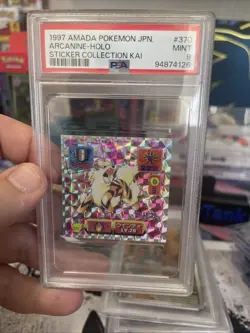 1997 AMADA POKEMON JPN. #370
ARCANINE-HOLO MINT
STICKER COLLECTION KAI 9
PSA 94874126